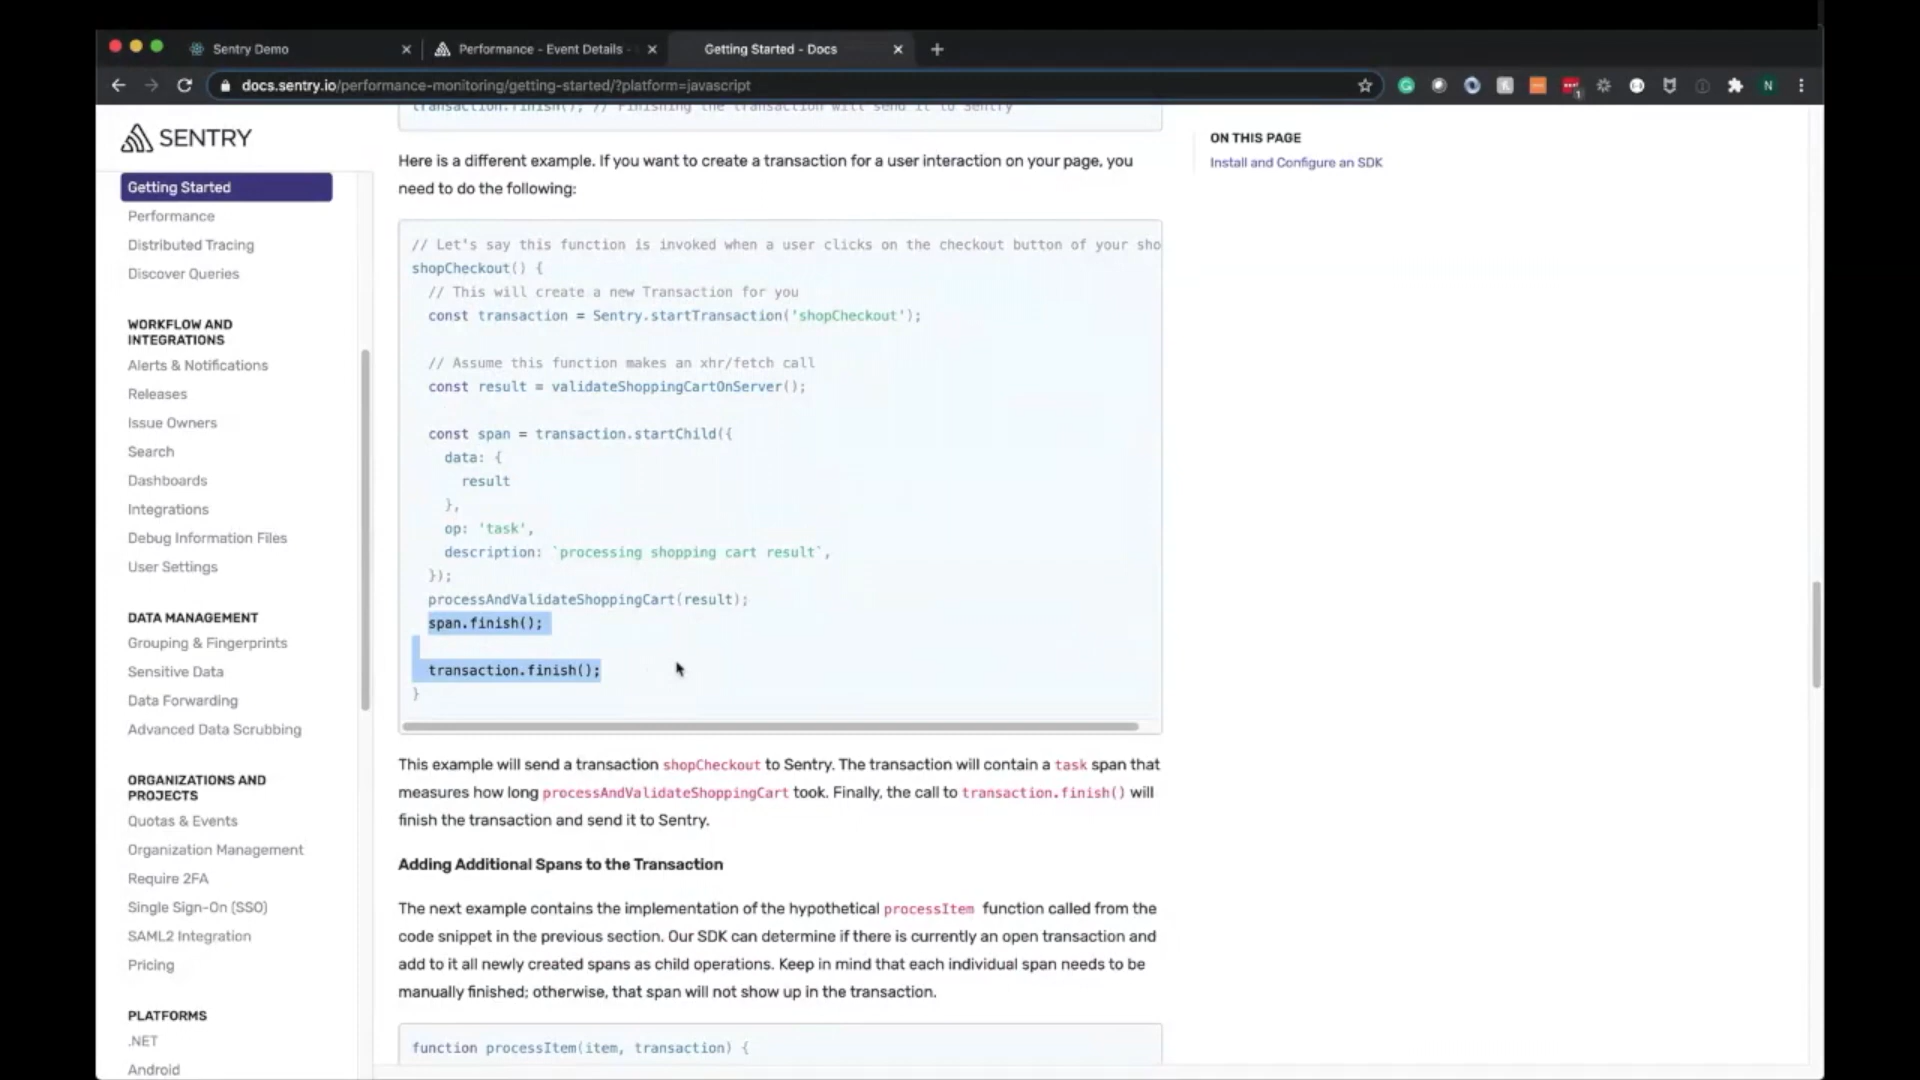 Sentry Demo
Performance - Event Details -
Getting Started - Docs
docs.sentry.io/performance-monitoring/getting-started/?platform=javascript
N
SENTRY
Getting Started
Performance
Distributed Tracing
Discover Queries
WORKFLOW AND
INTEGRATIONS
Alerts & Notifications
Releases
Issue Owners
Search
Dashboards
Integrations
Debug Information Files
User Settings
DATA MANAGEMENT
Grouping & Fingerprints
Sensitive Data
Data Forwarding
Advanced Data Scrubbing
ORGANIZATIONS AND
PROJECTS
Quotas & Events
Organization Management
Require 2FA
Single Sign-On (SSO)
SAML2 Integration
Pricing
PLATFORMS
.NET
Android
transaction.finish(); // Finishing the transaction will send it to Sentry
Here is a different example. If you want to create a transaction for a user interaction on your page, you
need to do the following:
// Let's say this function is invoked when a user clicks on the checkout button of your sho
shopCheckout() {
// This will create a new Transaction for you
const transaction = Sentry.startTransaction('shopCheckout');
// Assume this function makes an xhr/fetch call
const result = validateShoppingCartOnServer();
const span = transaction.startChild({
data: {
result
},
op: 'task',
description: `processing shopping cart result`,
});
processAndValidateShoppingCart(result);
span.finish();
transaction.finish();
}
This example will send a transaction shopCheckout to Sentry. The transaction will contain a task span that
measures how long processAndValidateShoppingCart took. Finally, the call to transaction.finish() will
finish the transaction and send it to Sentry.
Adding Additional Spans to the Transaction
The next example contains the implementation of the hypothetical processItem function called from the
code snippet in the previous section. Our SDK can determine if there is currently an open transaction and
add to it all newly created spans as child operations. Keep in mind that each individual span needs to be
manually finished; otherwise, that span will not show up in the transaction.
function processItem(item, transaction) {
ON THIS PAGE
Install and Configure an SDK